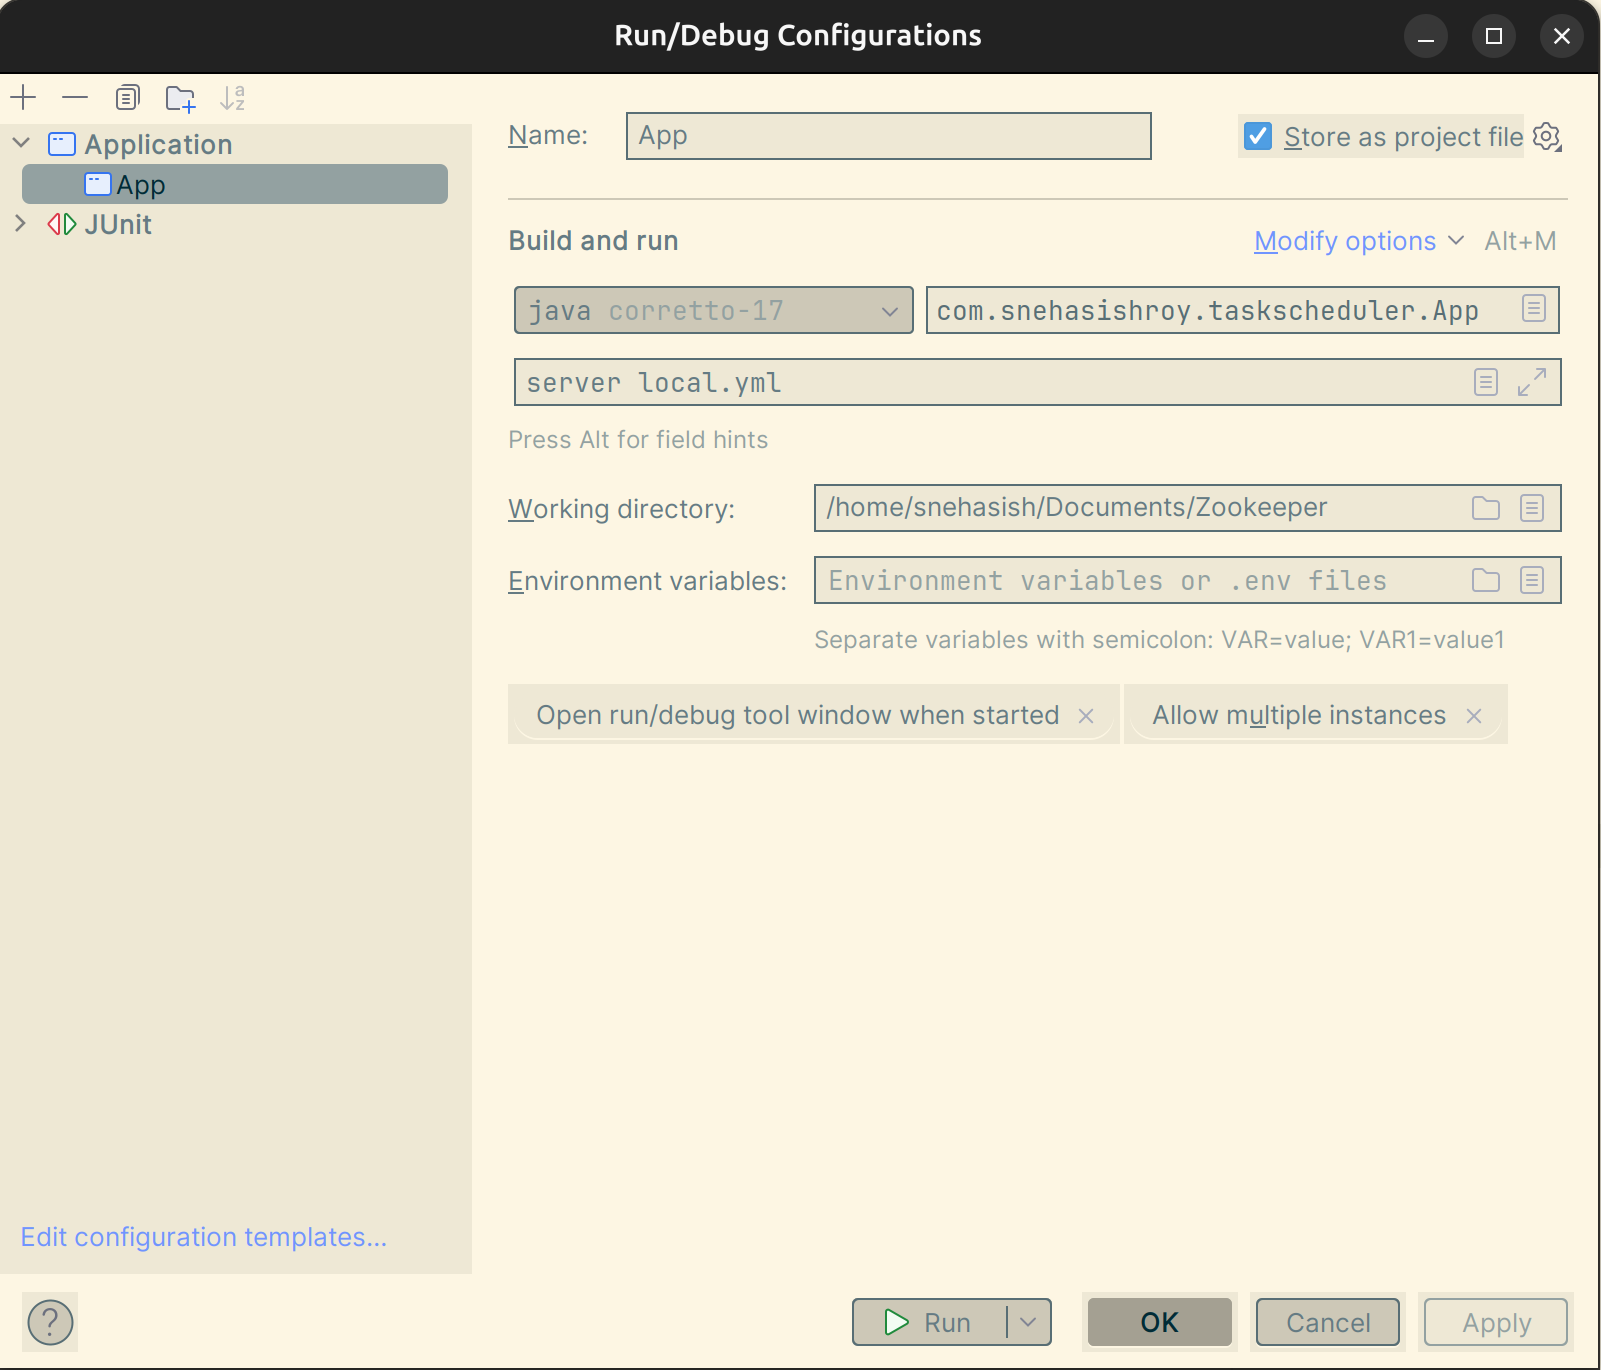 Run/Debug Configurations
Application
App
JUnit
Edit configuration templates...
Name: App
Store as project file
Build and run
Modify options Alt+M
java corretto-17 com.snehasishroy.taskscheduler.App
server local.yml
Press Alt for field hints
Working directory: /home/snehasish/Documents/Zookeeper
Environment variables: Environment variables or .env files
Separate variables with semicolon: VAR=value; VAR1=value1
Open run/debug tool window when started Allow multiple instances
? Run OK Cancel Apply